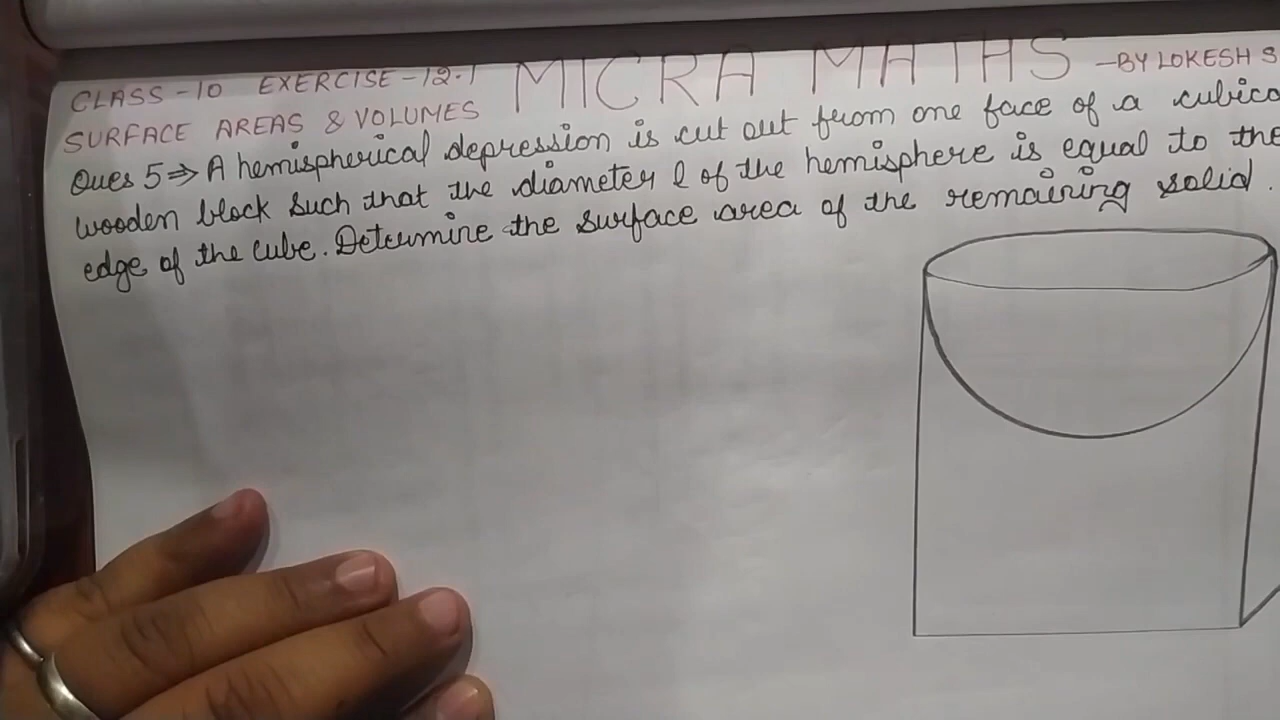 CLASS-10 EXERCISE-12.1 MICRA MATHS -BY LOKESH S
SURFACE AREAS & VOLUMES
Ques 5⇒ A hemispherical depression is cut out from one face of a cubica
wooden block such that the diameter l of the hemisphere is equal to the
edge of the cube. Determine the surface area of the remaining solid.